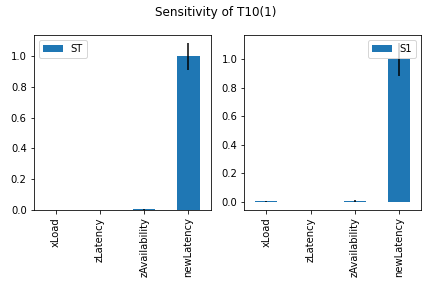 Sensitivity of T10(1)
ST
1.0
0.8
0.6
0.4
0.2
0.0
xLoad
zLatency
zAvailability
newLatency
S1
1.0
0.8
0.6
0.4
0.2
0.0
xLoad
zLatency
zAvailability
newLatency